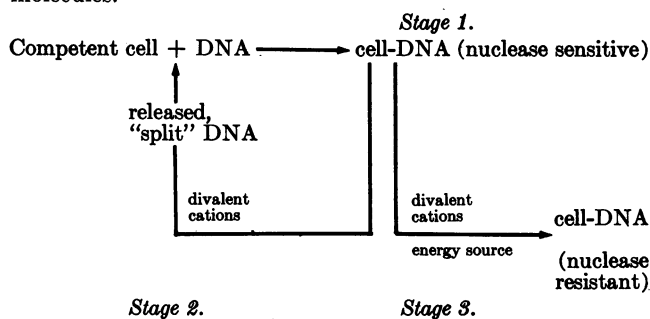 molecules.
Stage 1.
Competent cell + DNA → cell-DNA (nuclease sensitive)
released,
"split" DNA
divalent
cations
divalent
cations
energy source
cell-DNA
(nuclease
resistant)
Stage 2.
Stage 3.